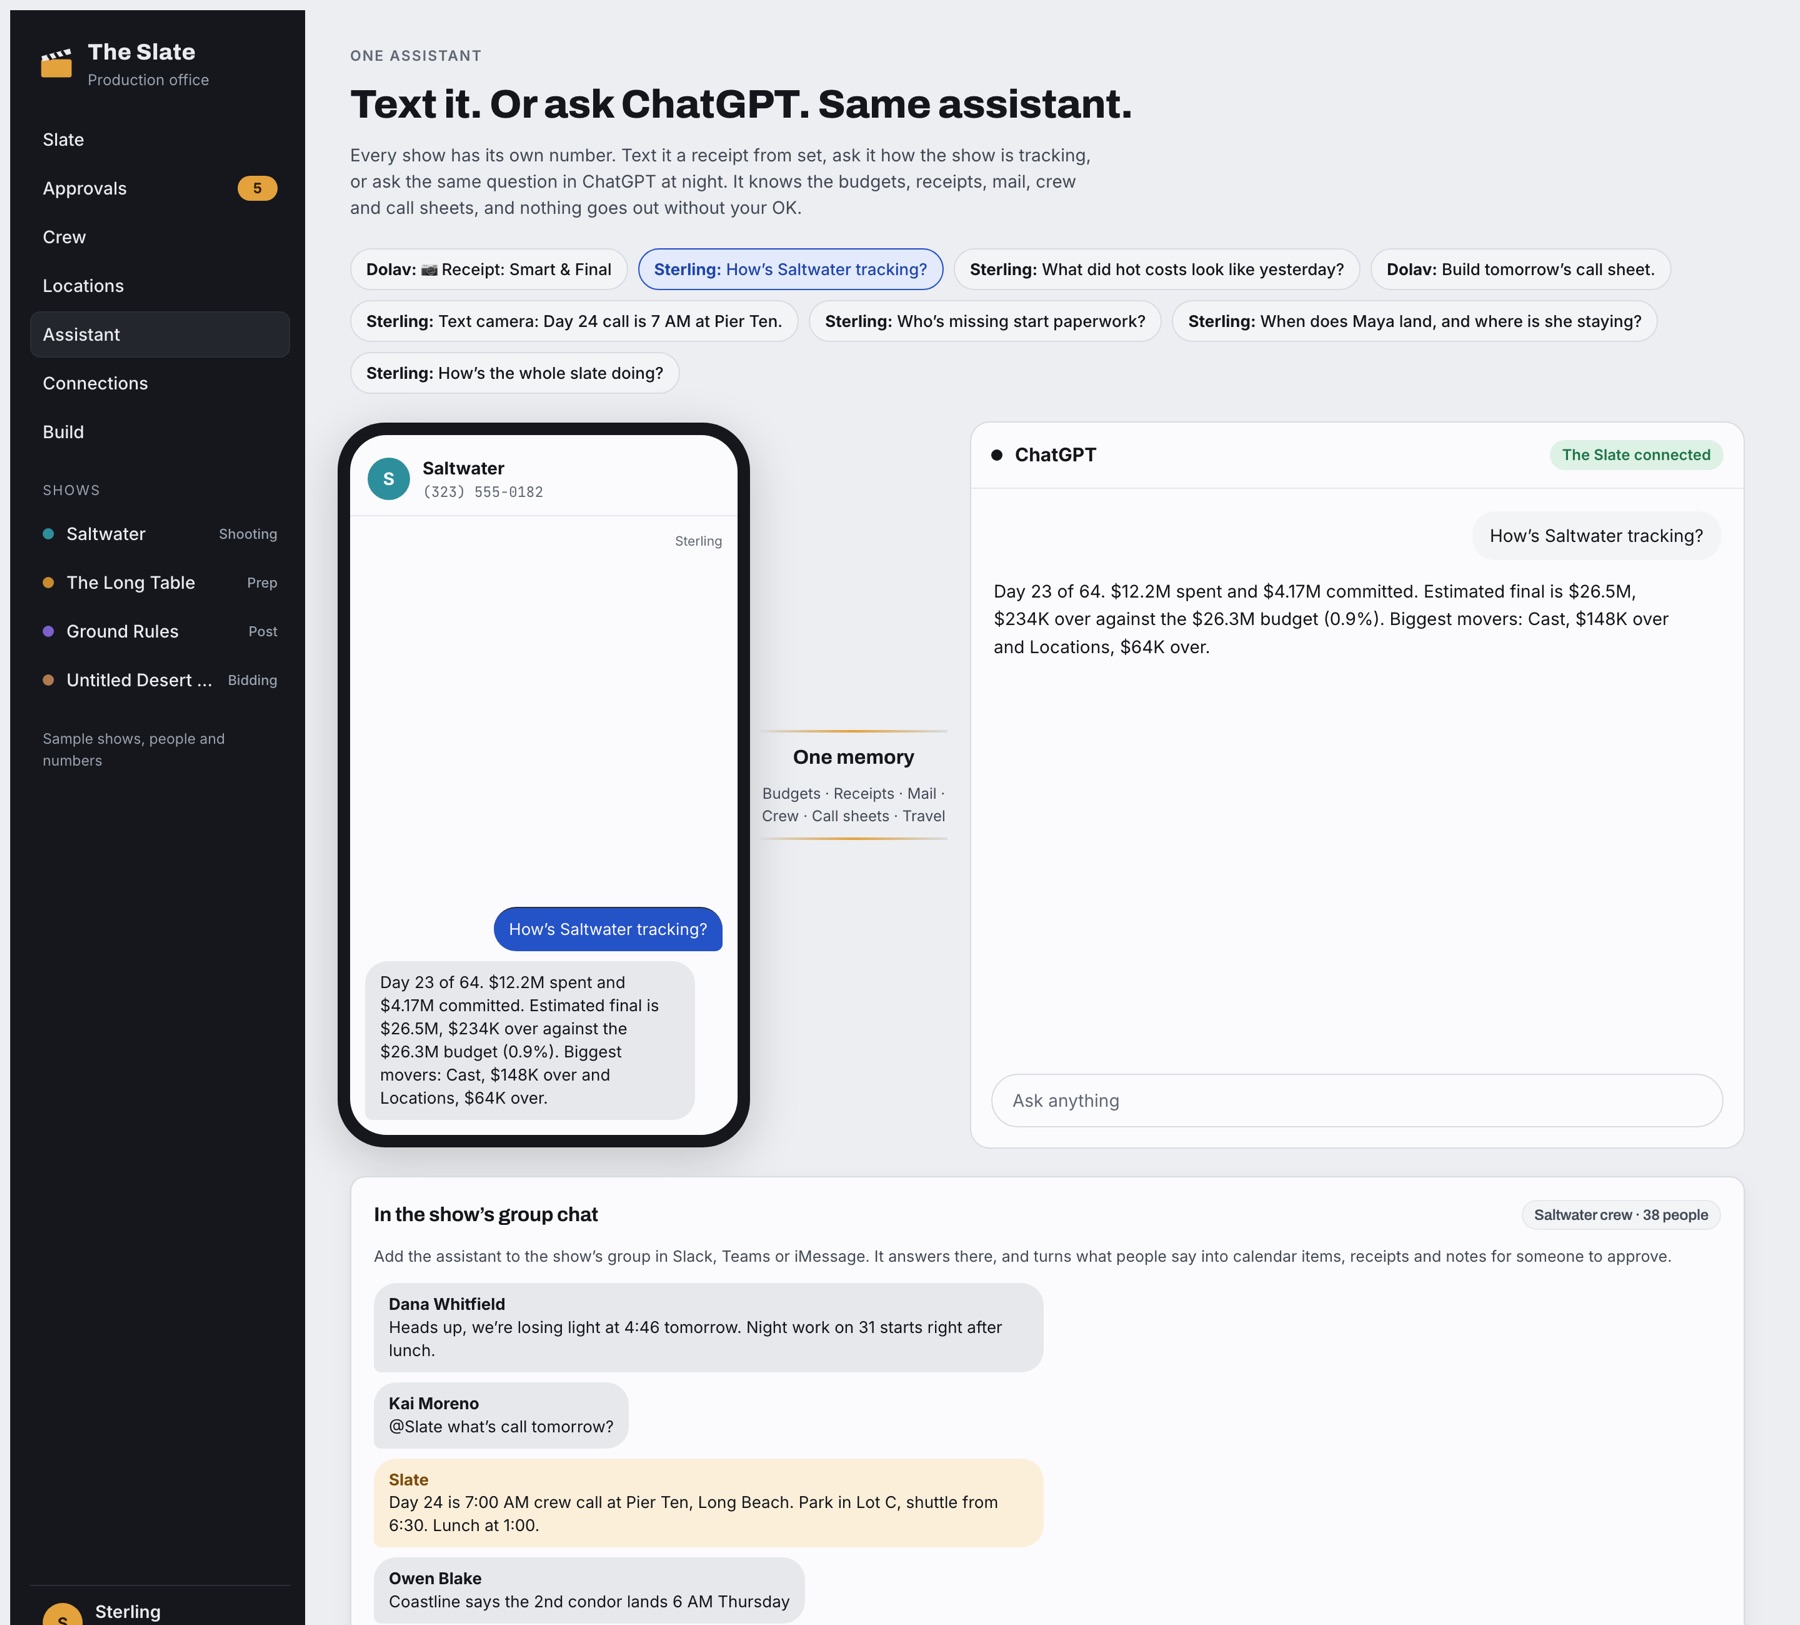 The Slate
Production office
Slate
Approvals 5
Crew
Locations
Assistant
Connections
Build
SHOWS
Saltwater Shooting
The Long Table Prep
Ground Rules Post
Untitled Desert ... Bidding
Sample shows, people and
numbers
S Sterling
ONE ASSISTANT
Text it. Or ask ChatGPT. Same assistant.
Every show has its own number. Text it a receipt from set, ask it how the show is tracking,
or ask the same question in ChatGPT at night. It knows the budgets, receipts, mail, crew
and call sheets, and nothing goes out without your OK.
Dolav: 📷 Receipt: Smart & Final
Sterling: How’s Saltwater tracking?
Sterling: What did hot costs look like yesterday?
Dolav: Build tomorrow’s call sheet.
Sterling: Text camera: Day 24 call is 7 AM at Pier Ten.
Sterling: Who’s missing start paperwork?
Sterling: When does Maya land, and where is she staying?
Sterling: How’s the whole slate doing?
S
Saltwater
(323) 555-0182
Sterling
How’s Saltwater tracking?
Day 23 of 64. $12.2M spent and
$4.17M committed. Estimated final is
$26.5M, $234K over against the
$26.3M budget (0.9%). Biggest
movers: Cast, $148K over and
Locations, $64K over.
One memory
Budgets · Receipts · Mail ·
Crew · Call sheets · Travel
ChatGPT
The Slate connected
How’s Saltwater tracking?
Day 23 of 64. $12.2M spent and $4.17M committed. Estimated final is $26.5M,
$234K over against the $26.3M budget (0.9%). Biggest movers: Cast, $148K over
and Locations, $64K over.
Ask anything
In the show’s group chat
Saltwater crew · 38 people
Add the assistant to the show’s group in Slack, Teams or iMessage. It answers there, and turns what people say into calendar items, receipts and notes for someone to approve.
Dana Whitfield
Heads up, we’re losing light at 4:46 tomorrow. Night work on 31 starts right after
lunch.
Kai Moreno
@Slate what’s call tomorrow?
Slate
Day 24 is 7:00 AM crew call at Pier Ten, Long Beach. Park in Lot C, shuttle from
6:30. Lunch at 1:00.
Owen Blake
Coastline says the 2nd condor lands 6 AM Thursday